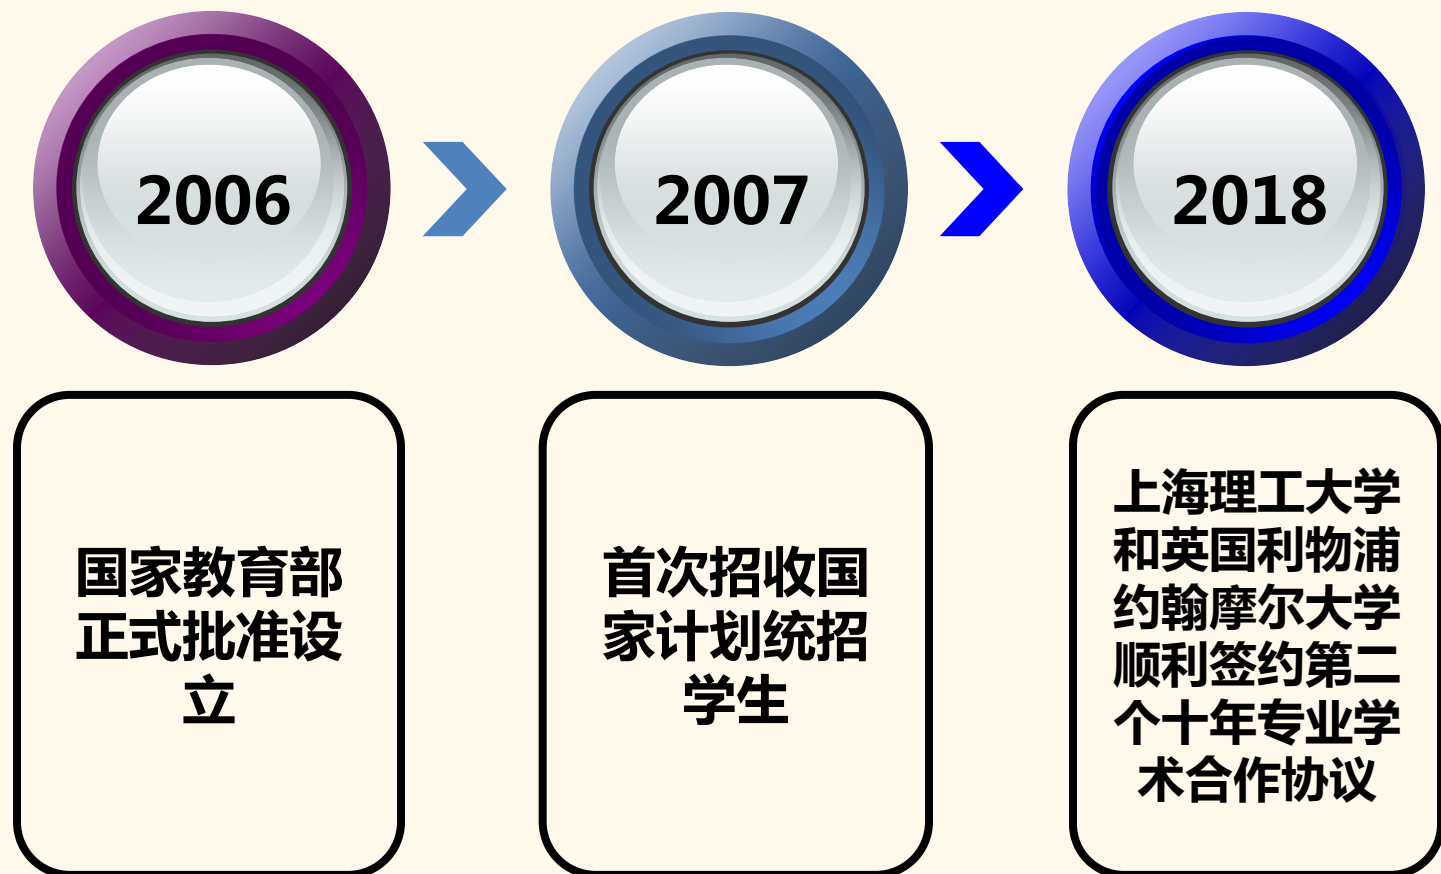 2006
2007
2018
国家教育部
正式批准设
立
首次招收国
家计划统招
学生
上海理工大学
和英国利物浦
约翰摩尔大学
顺利签约第二
个十年专业学
术合作协议